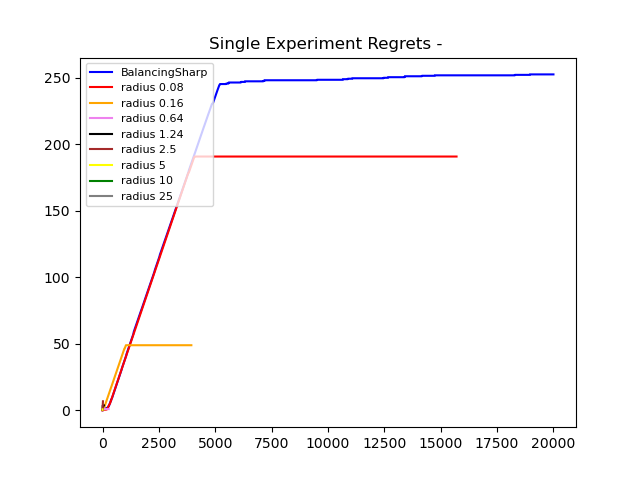 Single Experiment Regrets -
BalancingSharp
radius 0.08
radius 0.16
radius 0.64
radius 1.24
radius 2.5
radius 5
radius 10
radius 25
250
200
150
100
50
0
0 2500 5000 7500 10000 12500 15000 17500 20000